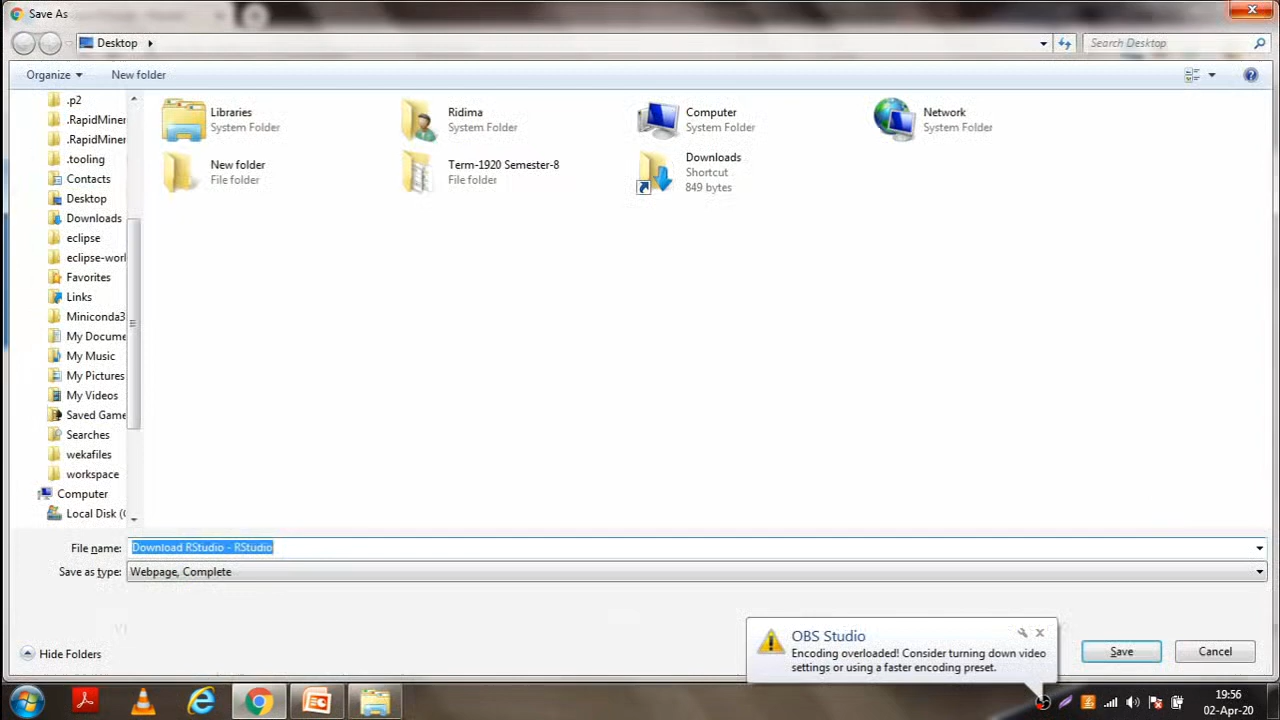 Save As
Desktop
Search Desktop
Organize
New folder
.p2
.RapidMiner
.RapidMiner
.tooling
Contacts
Desktop
Downloads
eclipse
eclipse-worl
Favorites
Links
Miniconda3
My Docume
My Music
My Pictures
My Videos
Saved Game
Searches
wekafiles
workspace
Computer
Local Disk (
Libraries
System Folder
Ridima
System Folder
Computer
System Folder
Network
System Folder
New folder
File folder
Term-1920 Semester-8
File folder
Downloads
Shortcut
849 bytes
File name:
Download RStudio - RStudio
Save as type:
Webpage, Complete
Hide Folders
OBS Studio
Encoding overloaded! Consider turning down video
settings or using a faster encoding preset.
Save
Cancel
19:56
02-Apr-20